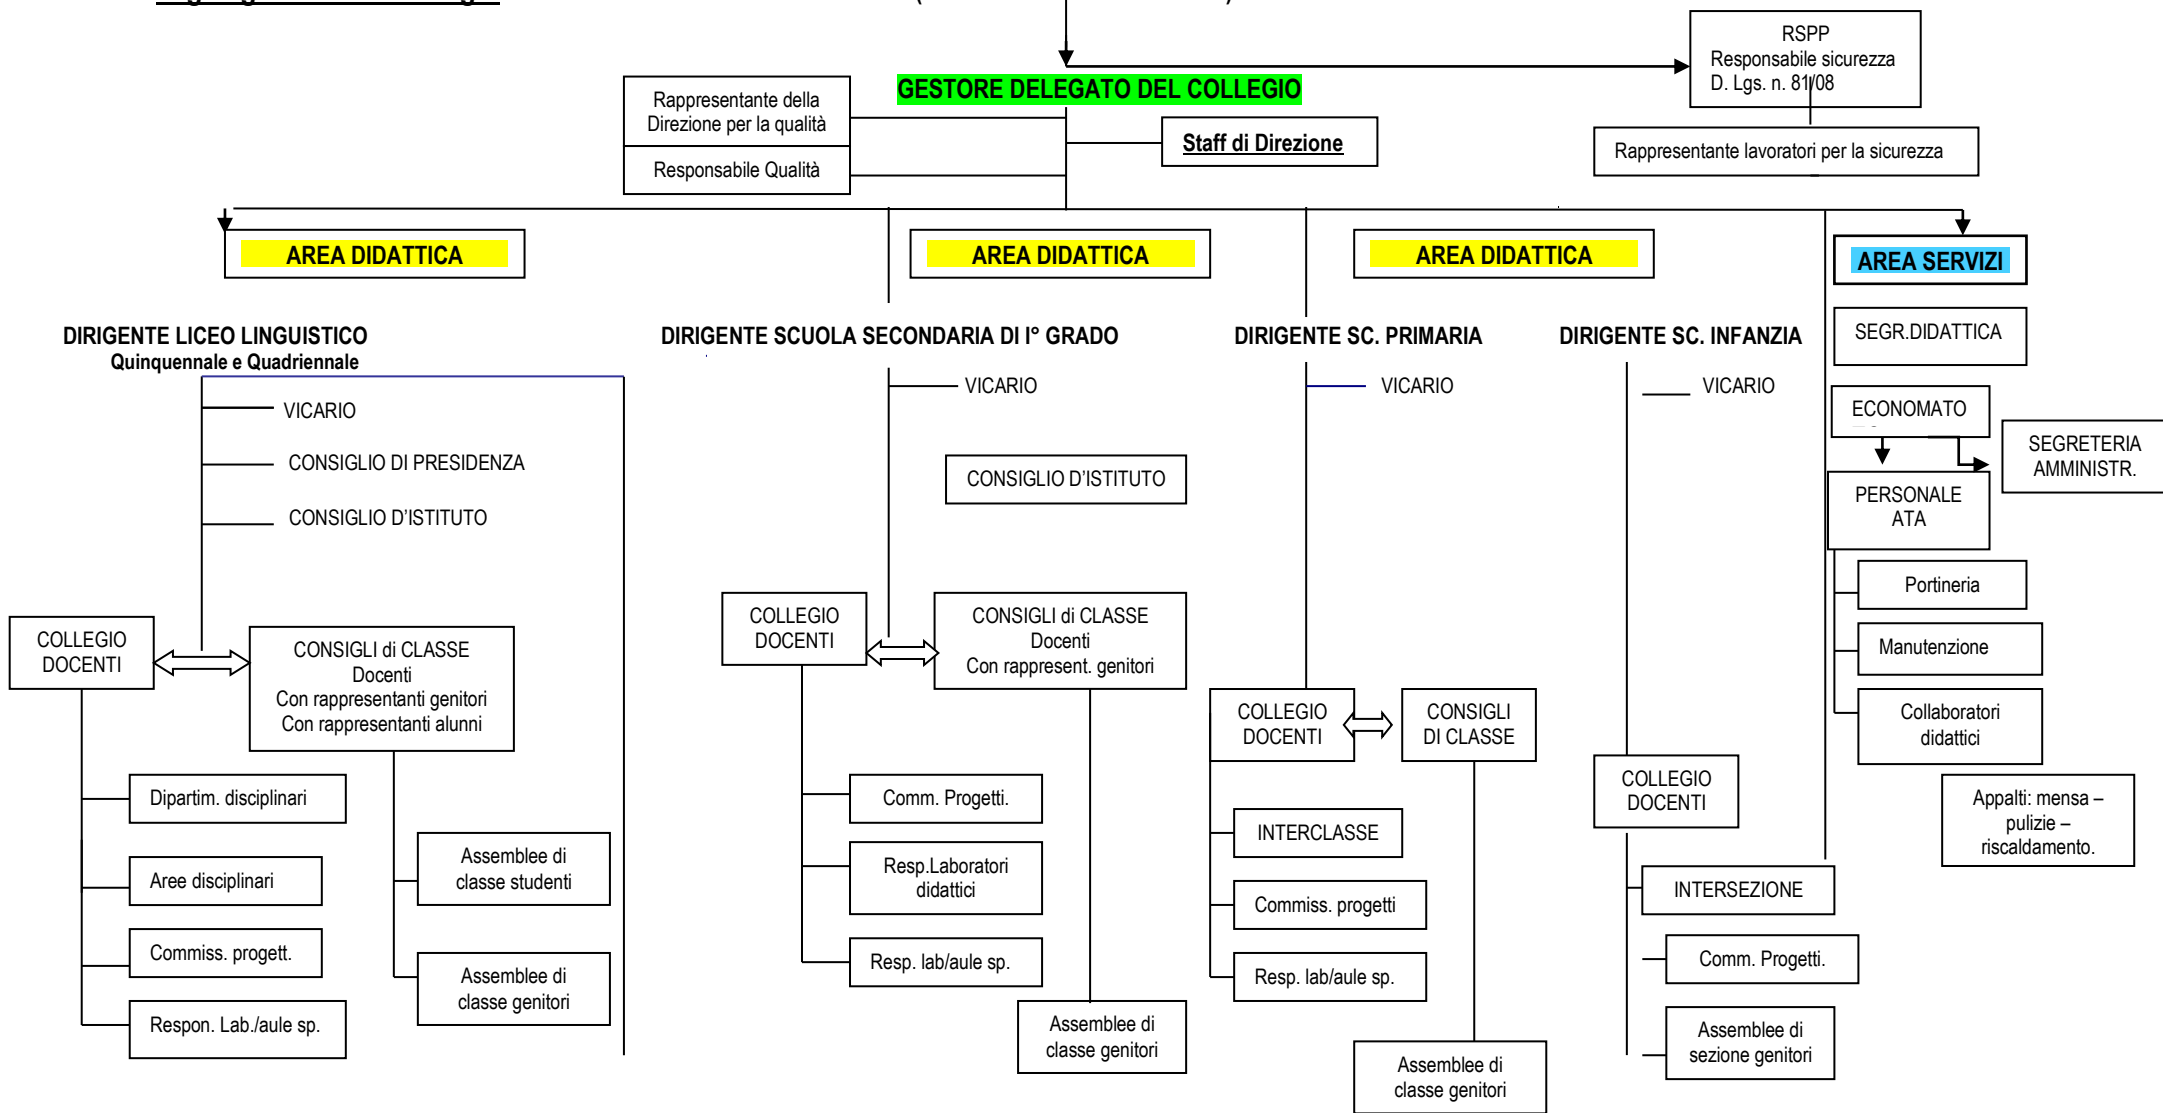 RSPP
Responsabile sicurezza
D. Lgs. n. 81/08
GESTORE DELEGATO DEL COLLEGIO
Rappresentante della
Direzione per la qualità
Responsabile Qualità
Staff di Direzione
Rappresentante lavoratori per la sicurezza
AREA DIDATTICA
AREA DIDATTICA
AREA DIDATTICA
AREA SERVIZI
DIRIGENTE LICEO LINGUISTICO
Quinquennale e Quadriennale
VICARIO
CONSIGLIO DI PRESIDENZA
CONSIGLIO D'ISTITUTO
COLLEGIO
DOCENTI
CONSIGLI di CLASSE
Docenti
Con rappresentanti genitori
Con rappresentanti alunni
Dipartim. disciplinari
Aree disciplinari
Commiss. progett.
Respon. Lab./aule sp.
Assemblee di
classe studenti
Assemblee di
classe genitori
DIRIGENTE SCUOLA SECONDARIA DI I° GRADO
VICARIO
CONSIGLIO D'ISTITUTO
COLLEGIO
DOCENTI
CONSIGLI di CLASSE
Docenti
Con rappresent. genitori
Comm. Progetti.
Resp.Laboratori
didattici
Resp. lab/aule sp.
Assemblee di
classe genitori
DIRIGENTE SC. PRIMARIA
VICARIO
COLLEGIO
DOCENTI
CONSIGLI
DI CLASSE
INTERCLASSE
Commiss. progetti
Resp. lab/aule sp.
Assemblee di
classe genitori
DIRIGENTE SC. INFANZIA
VICARIO
COLLEGIO
DOCENTI
INTERSEZIONE
Comm. Progetti.
Assemblee di
sezione genitori
SEGR.DIDATTICA
ECONOMATO
SEGRETERIA
AMMINISTR.
PERSONALE
ATA
Portineria
Manutenzione
Collaboratori
didattici
Appalti: mensa –
pulizie –
riscaldamento.